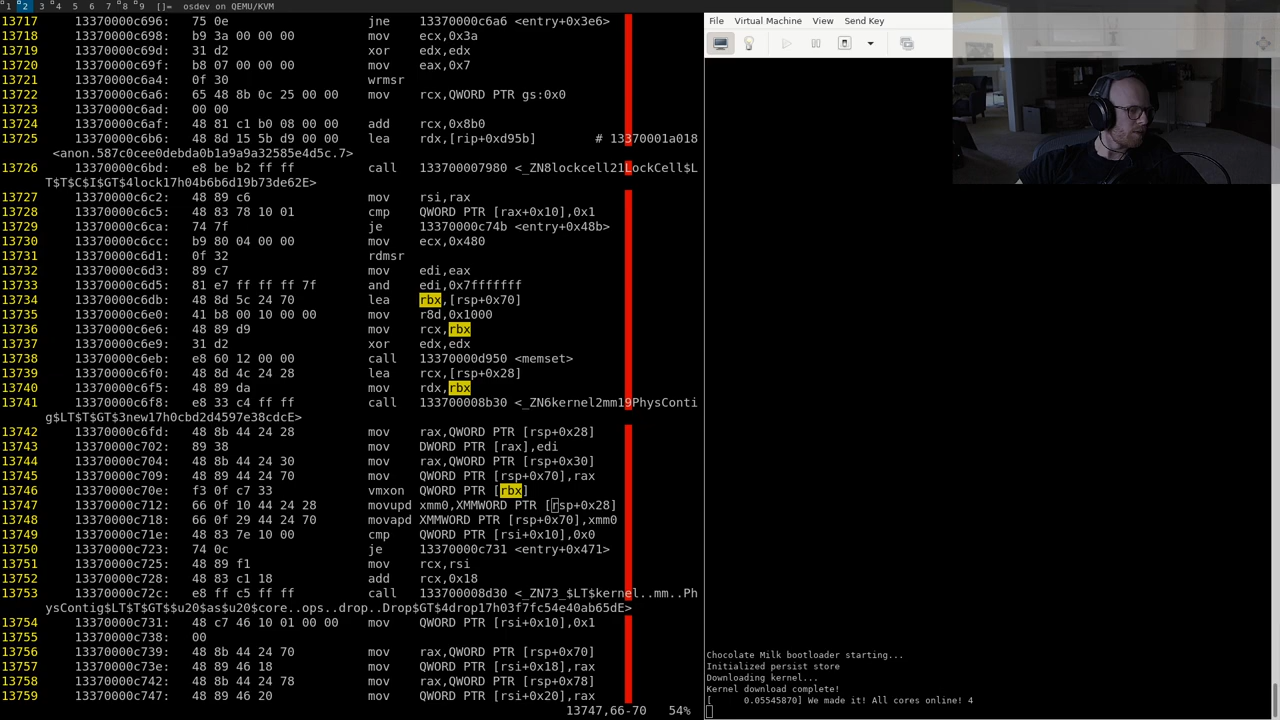 1 2 3 4 5 6 7 8 9 []= osdev on QEMU/KVM
13717 13370000c696: 75 0e jne 13370000c6a6 <entry+0x3e6>
13718 13370000c698: b9 3a 00 00 00 mov ecx,0x3a
13719 13370000c69d: 31 d2 xor edx,edx
13720 13370000c69f: b8 07 00 00 00 mov eax,0x7
13721 13370000c6a4: 0f 30 wrmsr
13722 13370000c6a6: 65 48 8b 0c 25 00 00 mov rcx,QWORD PTR gs:0x0
13723 13370000c6ad: 00 00
13724 13370000c6af: 48 81 c1 b0 08 00 00 add rcx,0x8b0
13725 13370000c6b6: 48 8d 15 5b d9 00 00 lea rdx,[rip+0xd95b] # 13370001a018
<anon.587c0cee0debda0b1a9a9a32585e4d5c.7>
13726 13370000c6bd: e8 be b2 ff ff call 133700007980 <_ZN8lockcell21LockCell$L
T$T$C$I$GT$4lock17h04b6b6d19b73de62E>
13727 13370000c6c2: 48 89 c6 mov rsi,rax
13728 13370000c6c5: 48 83 78 10 01 cmp QWORD PTR [rax+0x10],0x1
13729 13370000c6ca: 74 7f je 13370000c74b <entry+0x48b>
13730 13370000c6cc: b9 80 04 00 00 mov ecx,0x480
13731 13370000c6d1: 0f 32 rdmsr
13732 13370000c6d3: 89 c7 mov edi,eax
13733 13370000c6d5: 81 e7 ff ff ff 7f and edi,0x7fffffff
13734 13370000c6db: 48 8d 5c 24 70 lea rbx,[rsp+0x70]
13735 13370000c6e0: 41 b8 00 10 00 00 mov r8d,0x1000
13736 13370000c6e6: 48 89 d9 mov rcx,rbx
13737 13370000c6e9: 31 d2 xor edx,edx
13738 13370000c6eb: e8 60 12 00 00 call 13370000d950 <memset>
13739 13370000c6f0: 48 8d 4c 24 28 lea rcx,[rsp+0x28]
13740 13370000c6f5: 48 89 da mov rdx,rbx
13741 13370000c6f8: e8 33 c4 ff ff call 133700008b30 <_ZN6kernel2mm19PhysConti
g$LT$T$GT$3new17h0cbd2d4597e38cdcE>
13742 13370000c6fd: 48 8b 44 24 28 mov rax,QWORD PTR [rsp+0x28]
13743 13370000c702: 89 38 mov DWORD PTR [rax],edi
13744 13370000c704: 48 8b 44 24 30 mov rax,QWORD PTR [rsp+0x30]
13745 13370000c709: 48 89 44 24 70 mov QWORD PTR [rsp+0x70],rax
13746 13370000c70e: f3 0f c7 33 vmxon QWORD PTR [rbx]
13747 13370000c712: 66 0f 10 44 24 28 movupd xmm0,XMMWORD PTR [rsp+0x28]
13748 13370000c718: 66 0f 29 44 24 70 movapd XMMWORD PTR [rsp+0x70],xmm0
13749 13370000c71e: 48 83 7e 10 00 cmp QWORD PTR [rsi+0x10],0x0
13750 13370000c723: 74 0c je 13370000c731 <entry+0x471>
13751 13370000c725: 48 89 f1 mov rcx,rsi
13752 13370000c728: 48 83 c1 18 add rcx,0x18
13753 13370000c72c: e8 ff c5 ff ff call 133700008d30 <_ZN73_$LT$kernel..mm..Ph
ysContig$LT$T$GT$$u20$as$u20$core..ops..drop..Drop$GT$4drop17h03f7fc54e40ab65dE>
13754 13370000c731: 48 c7 46 10 01 00 00 mov QWORD PTR [rsi+0x10],0x1
13755 13370000c738: 00
13756 13370000c739: 48 8b 44 24 70 mov rax,QWORD PTR [rsp+0x70]
13757 13370000c73e: 48 89 46 18 mov QWORD PTR [rsi+0x18],rax
13758 13370000c742: 48 8b 44 24 78 mov rax,QWORD PTR [rsp+0x78]
13759 13370000c747: 48 89 46 20 mov QWORD PTR [rsi+0x20],rax
13747,66-70 54%
File Virtual Machine View Send Key
Chocolate Milk bootloader starting...
Initialized persist store
Downloading kernel...
Kernel download complete!
[ 0.05545870] We made it! All cores online! 4